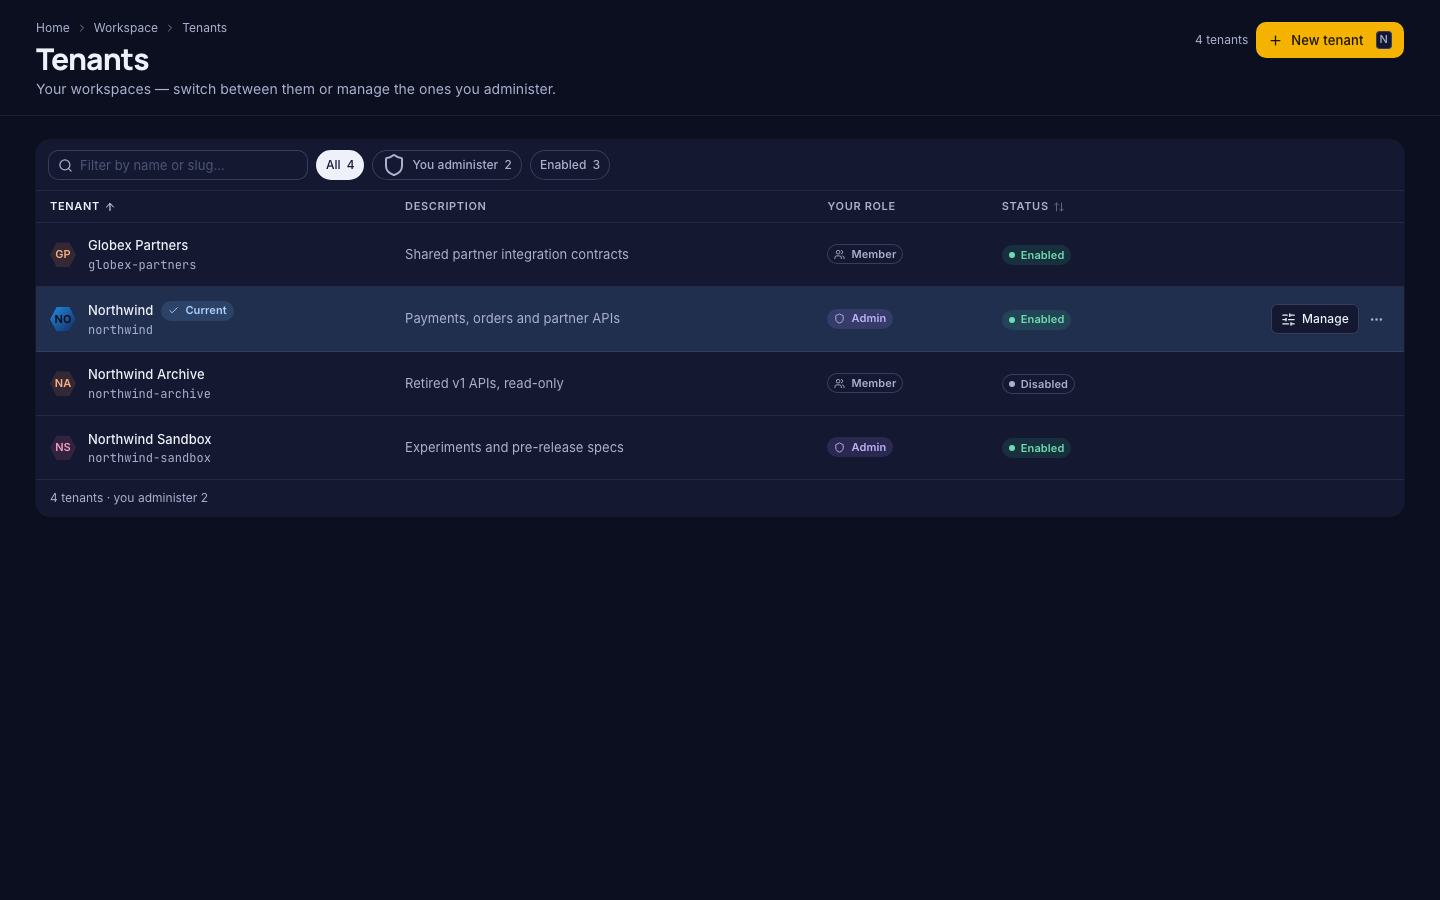 Home Workspace Tenants
Tenants
Your workspaces — switch between them or manage the ones you administer.
4 tenants
New tenant N
Filter by name or slug...
All 4
You administer 2
Enabled 3
TENANT DESCRIPTION YOUR ROLE STATUS
GP Globex Partners
globex-partners
Shared partner integration contracts
Member
Enabled
NO Northwind Current
northwind
Payments, orders and partner APIs
Admin
Enabled
Manage
NA Northwind Archive
northwind-archive
Retired v1 APIs, read-only
Member
Disabled
NS Northwind Sandbox
northwind-sandbox
Experiments and pre-release specs
Admin
Enabled
4 tenants · you administer 2